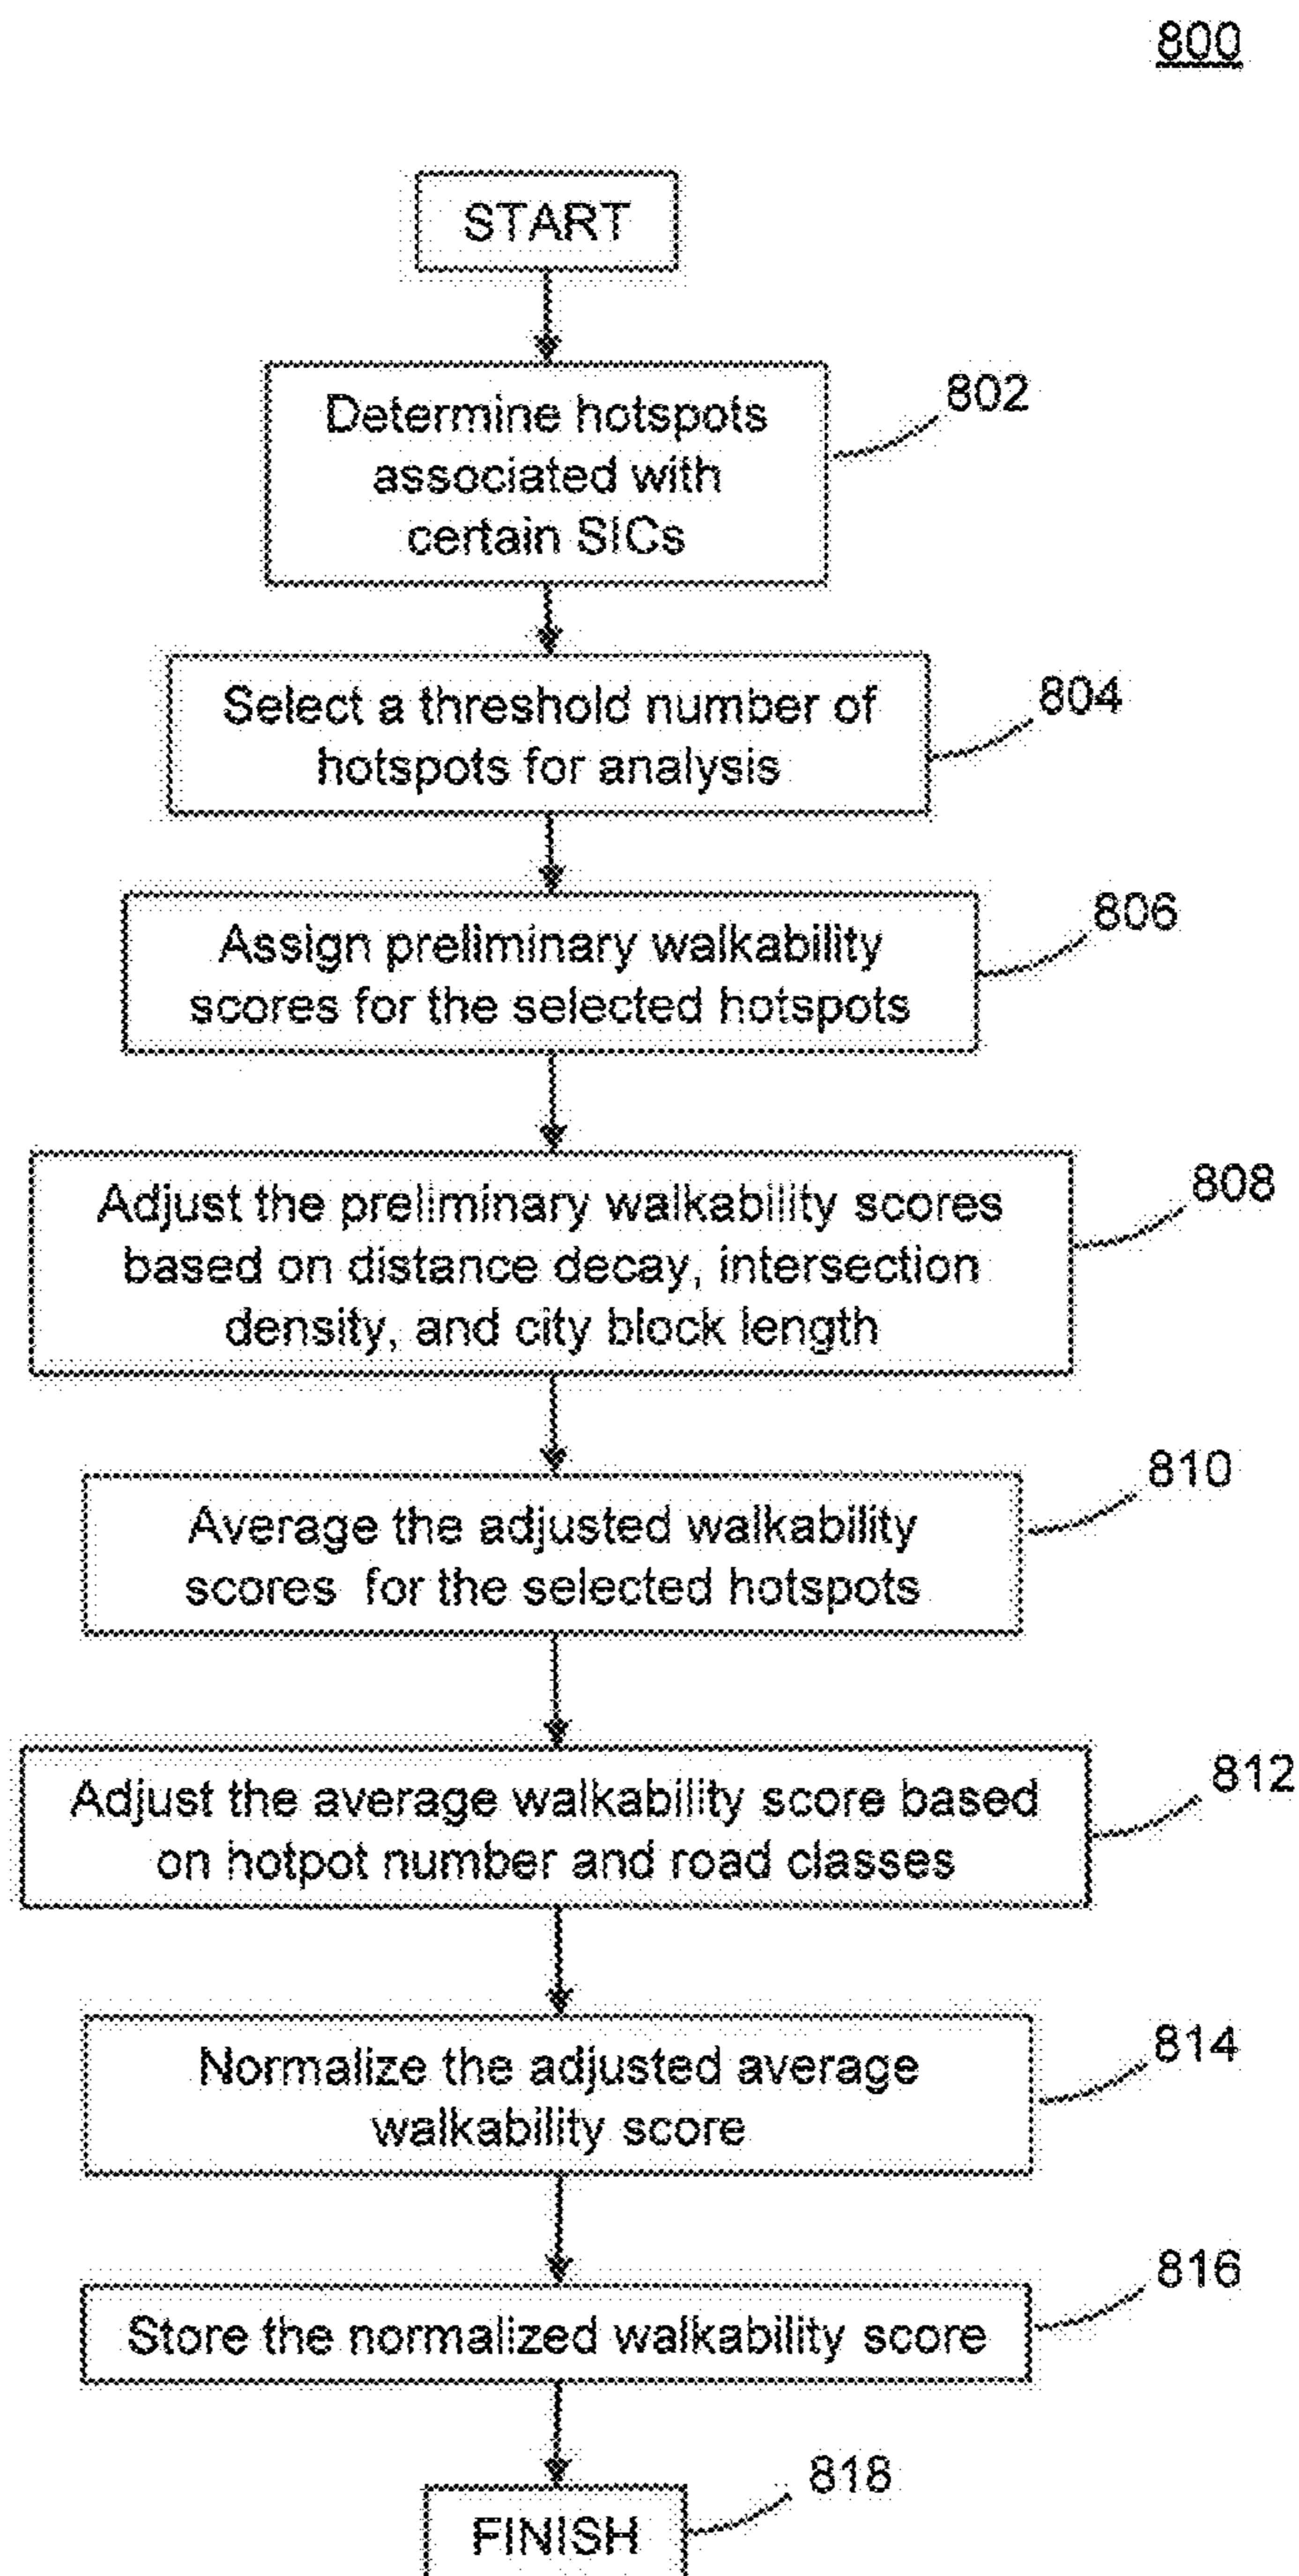 800
START
Determine hotspots
associated with
certain SICs
802
Select a threshold number of
hotspots for analysis
804
Assign preliminary walkability
scores for the selected hotspots
806
Adjust the preliminary walkability scores
based on distance decay, intersection
density, and city block length
808
Average the adjusted walkability
scores for the selected hotspots
810
Adjust the average walkability score based
on hotpot number and road classes
812
Normalize the adjusted average
walkability score
814
Store the normalized walkability score
816
FINISH
818